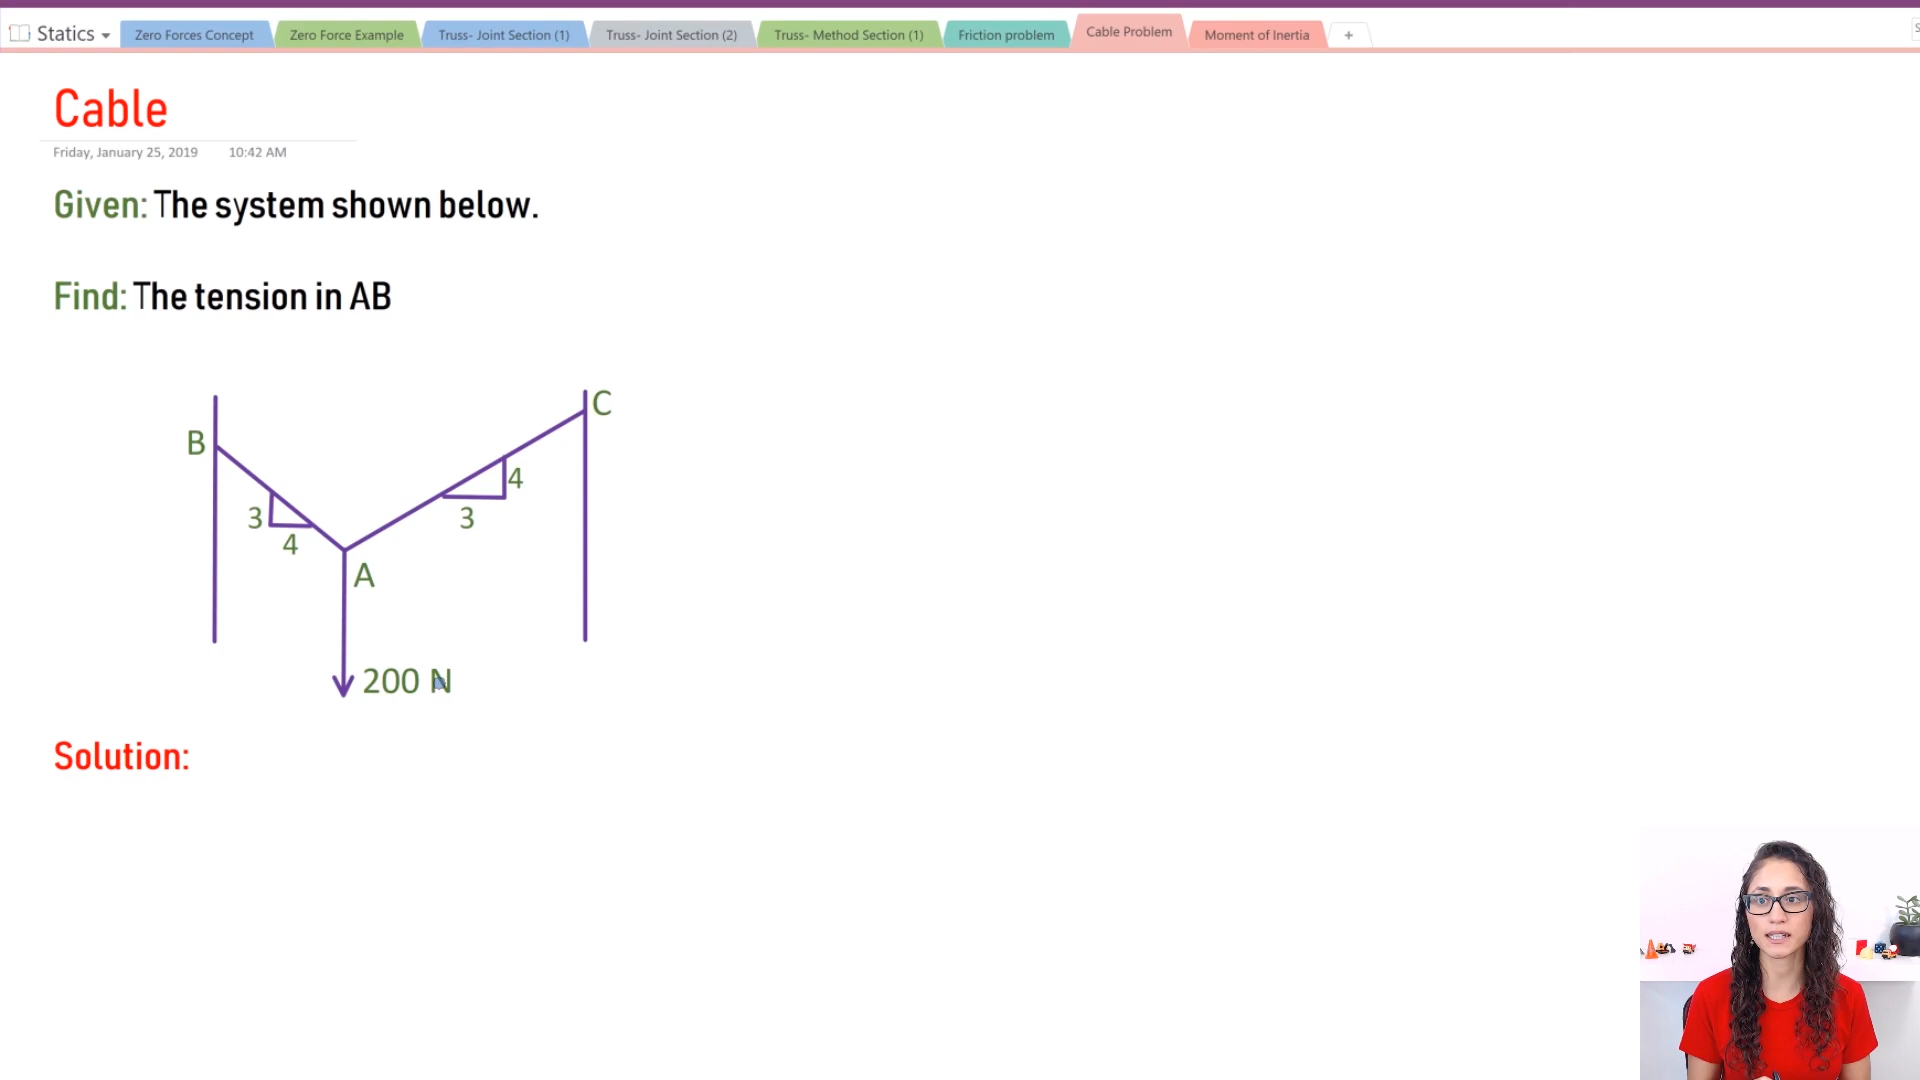 Statics
Zero Forces Concept
Zero Force Example
Truss- Joint Section (1)
Truss- Joint Section (2)
Truss- Method Section (1)
Friction problem
Cable Problem
Moment of Inertia
+
Cable
Friday, January 25, 2019 10:42 AM
Given: The system shown below.
Find: The tension in AB
C
B
4
3
3
4
A
200 N
Solution: